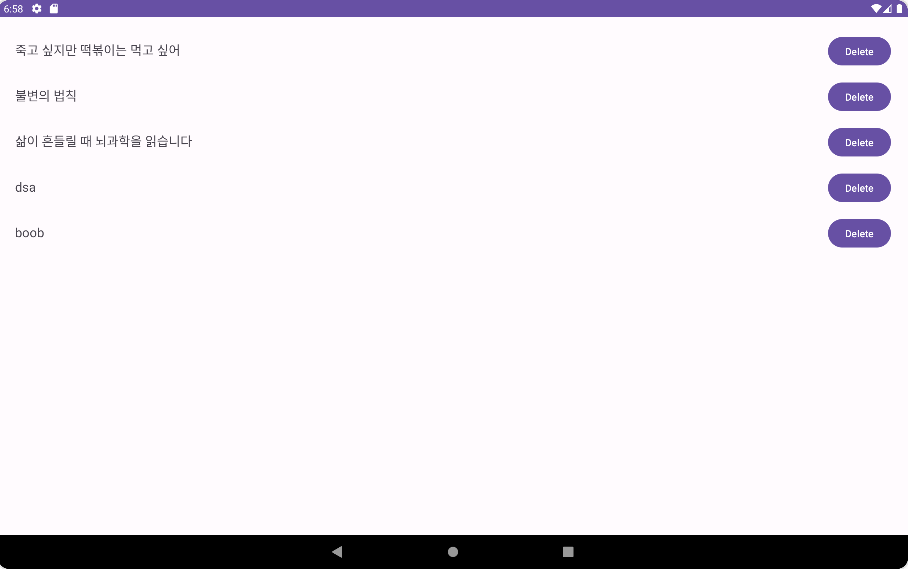 6:58
죽고 싶지만 떡볶이는 먹고 싶어 Delete
불변의 법칙 Delete
삶이 흔들릴 때 뇌과학을 읽습니다 Delete
dsa Delete
boob Delete